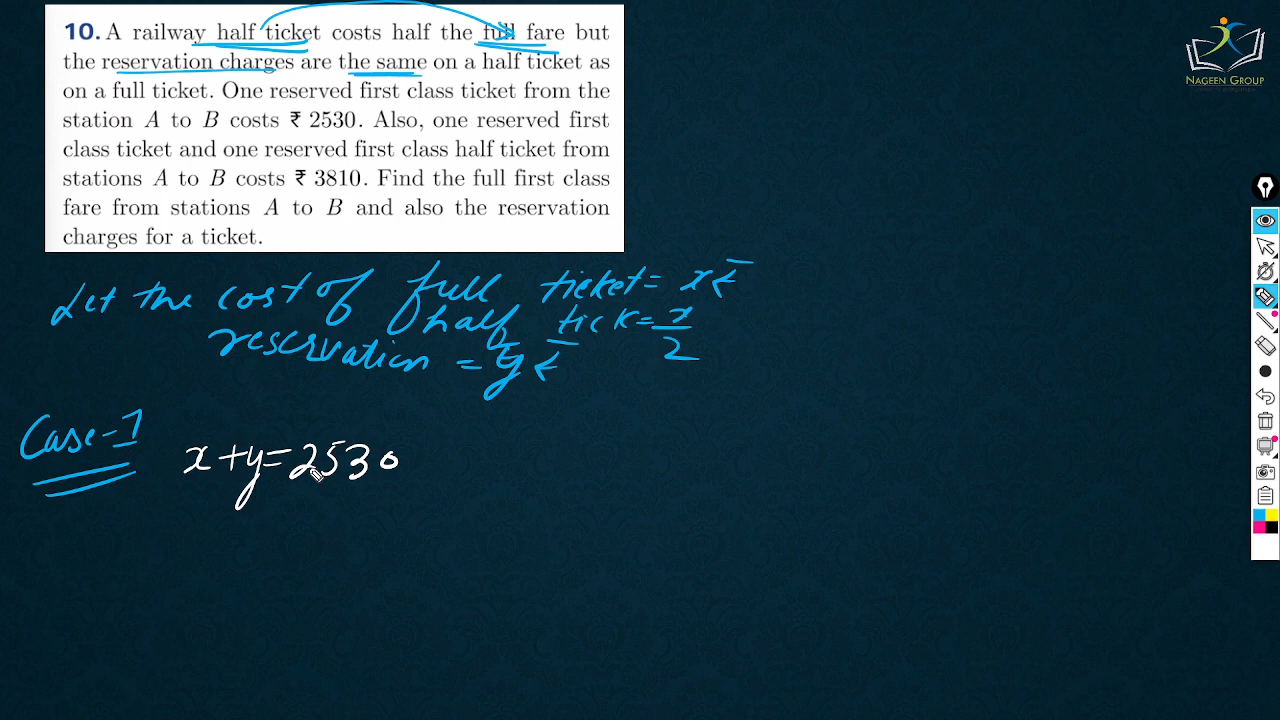 10. A railway half ticket costs half the full fare but
the reservation charges are the same on a half ticket as
on a full ticket. One reserved first class ticket from the
station A to B costs ₹ 2530. Also, one reserved first
class ticket and one reserved first class half ticket from
stations A to B costs ₹ 3810. Find the full first class
fare from stations A to B and also the reservation
charges for a ticket.
NAGEEN GROUP
Let the cost of full ticket = x ₹
half tick = x/2
reservation = y ₹
Case-I
x + y = 2530